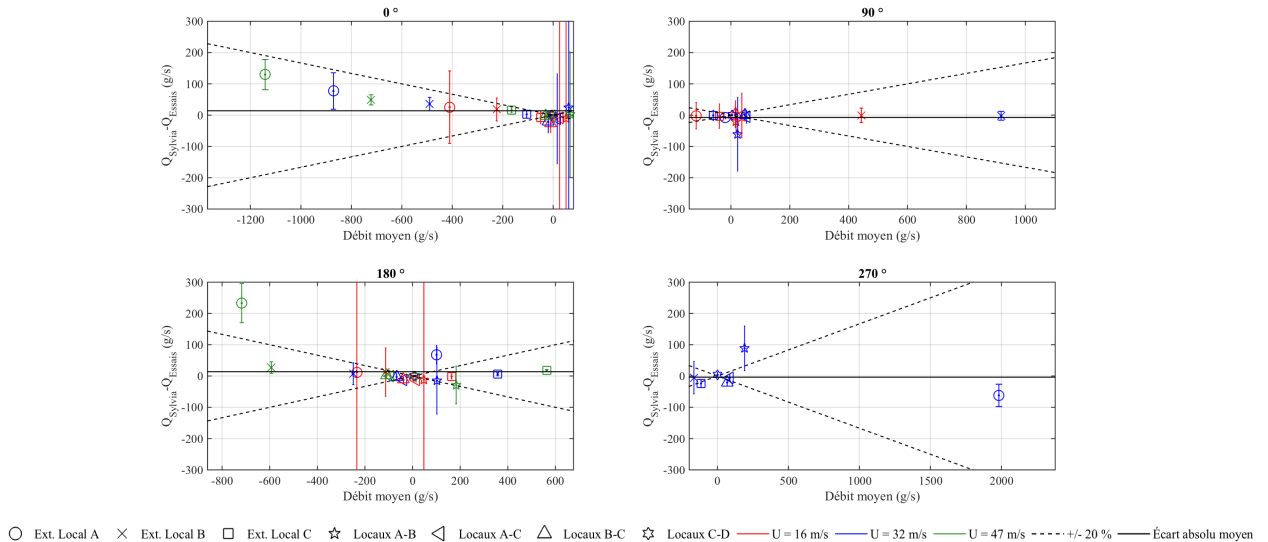 0 °
300
200
100
0
-100
-200
-300
Q_Sylvia-Q_Essais (g/s)
-1200 -1000 -800 -600 -400 -200 0
Débit moyen (g/s)
90 °
300
200
100
0
-100
-200
-300
Q_Sylvia-Q_Essais (g/s)
0 200 400 600 800 1000
Débit moyen (g/s)
180 °
300
200
100
0
-100
-200
-300
Q_Sylvia-Q_Essais (g/s)
-800 -600 -400 -200 0 200 400 600
Débit moyen (g/s)
270 °
300
200
100
0
-100
-200
-300
Q_Sylvia-Q_Essais (g/s)
0 500 1000 1500 2000
Débit moyen (g/s)
Ext. Local A Ext. Local B Ext. Local C Locaux A-B Locaux A-C Locaux B-C Locaux C-D U = 16 m/s U = 32 m/s U = 47 m/s +/- 20 % Écart absolu moyen